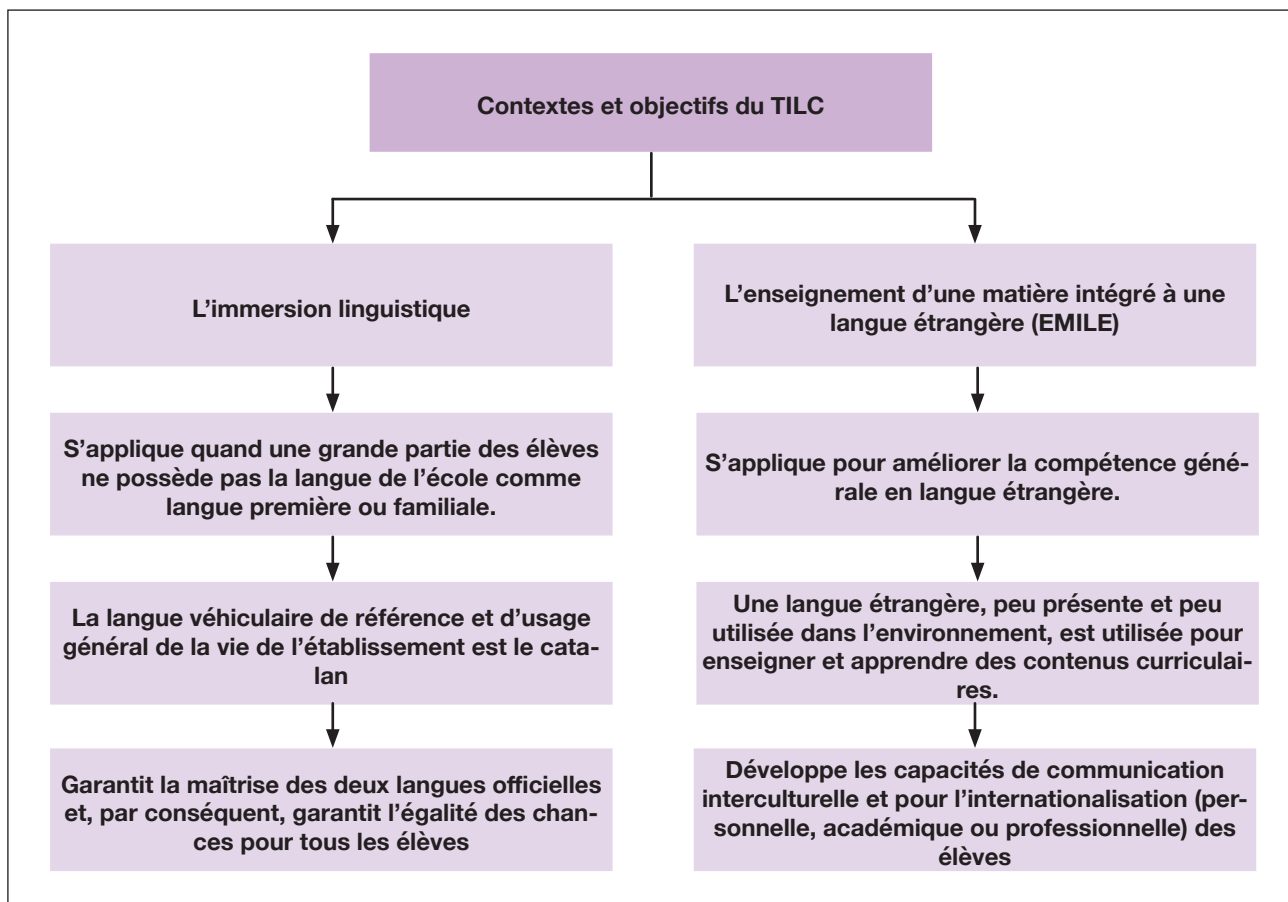 Contextes et objectifs du TILC
L’immersion linguistique
S’applique quand une grande partie des élèves
ne possède pas la langue de l’école comme
langue première ou familiale.
La langue véhiculaire de référence et d’usage
général de la vie de l’établissement est le cata-
lan
Garantit la maîtrise des deux langues officielles
et, par conséquent, garantit l’égalité des chan-
ces pour tous les élèves
L’enseignement d’une matière intégré à une
langue étrangère (EMILE)
S’applique pour améliorer la compétence géné-
rale en langue étrangère.
Une langue étrangère, peu présente et peu
utilisée dans l’environnement, est utilisée pour
enseigner et apprendre des contenus curriculai-
res.
Développe les capacités de communication
interculturelle et pour l’internationalisation (per-
sonnelle, académique ou professionnelle) des
élèves